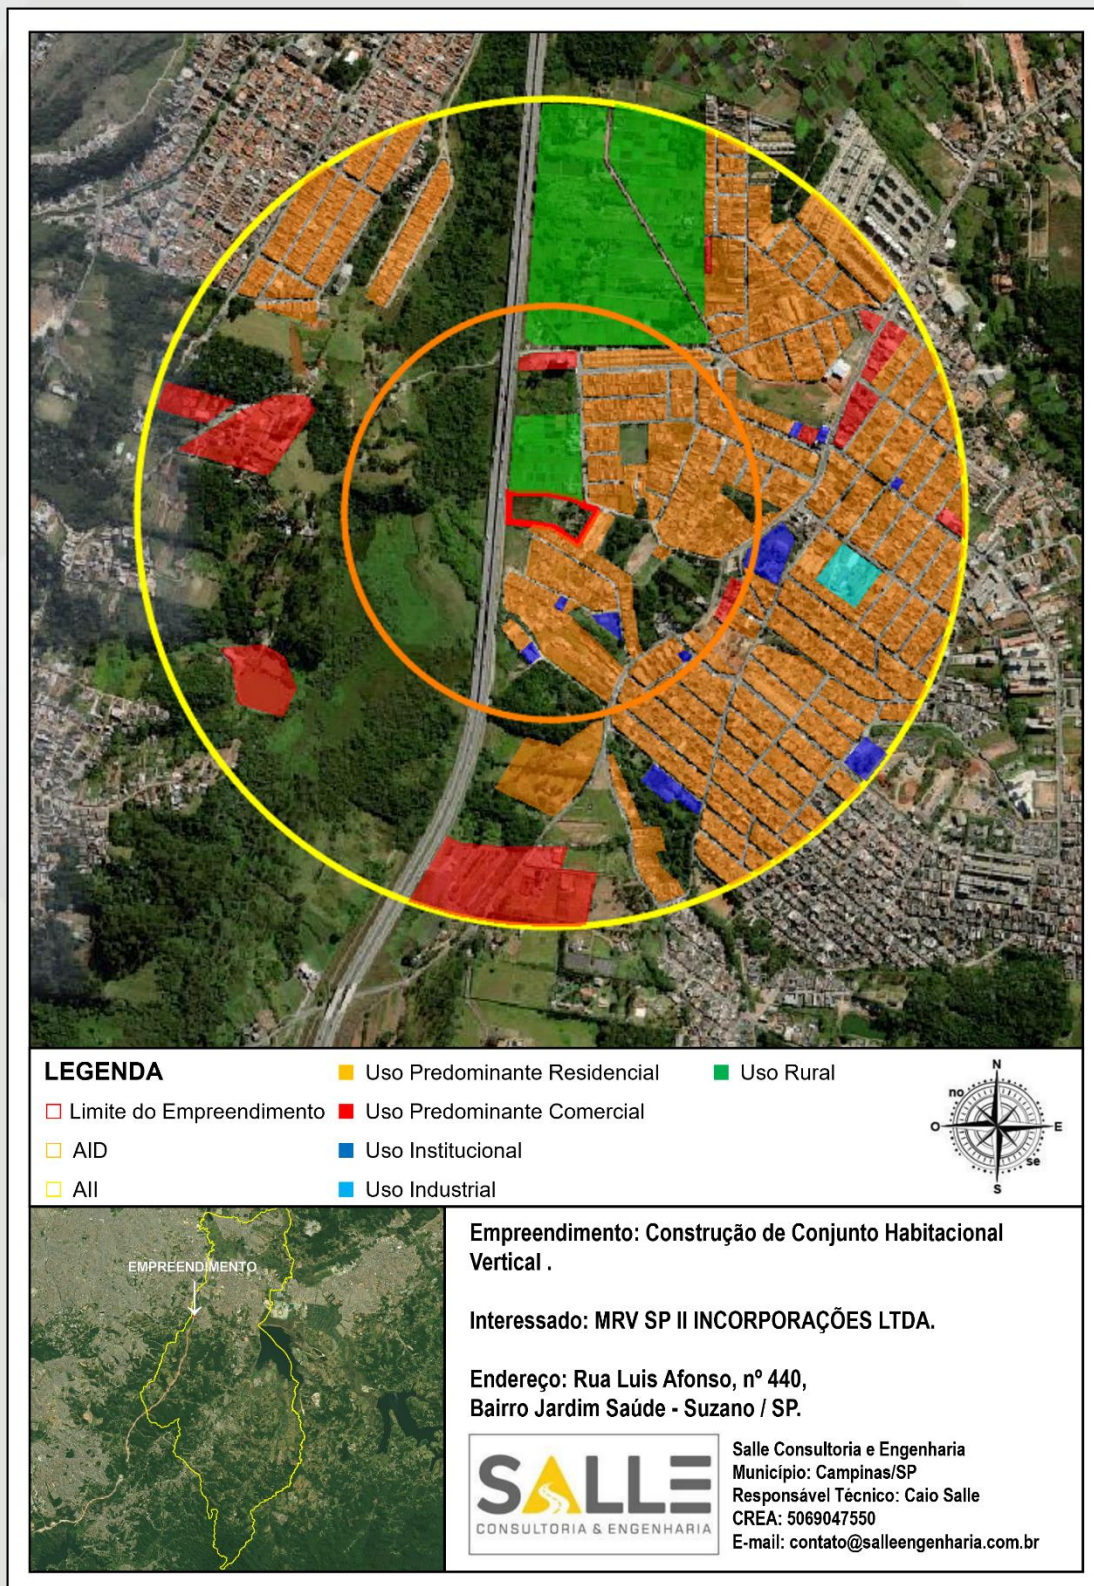 LEGENDA
Limite do Empreendimento
AID
AII
Uso Predominante Residencial
Uso Predominante Comercial
Uso Institucional
Uso Industrial
Uso Rural
N
no
O
E
se
S
EMPREENDIMENTO
Empreendimento: Construção de Conjunto Habitacional
Vertical .
Interessado: MRV SP II INCORPORAÇÕES LTDA.
Endereço: Rua Luis Afonso, nº 440,
Bairro Jardim Saúde - Suzano / SP.
SALLE
CONSULTORIA & ENGENHARIA
Salle Consultoria e Engenharia
Município: Campinas/SP
Responsável Técnico: Caio Salle
CREA: 5069047550
E-mail: contato@salleengenharia.com.br